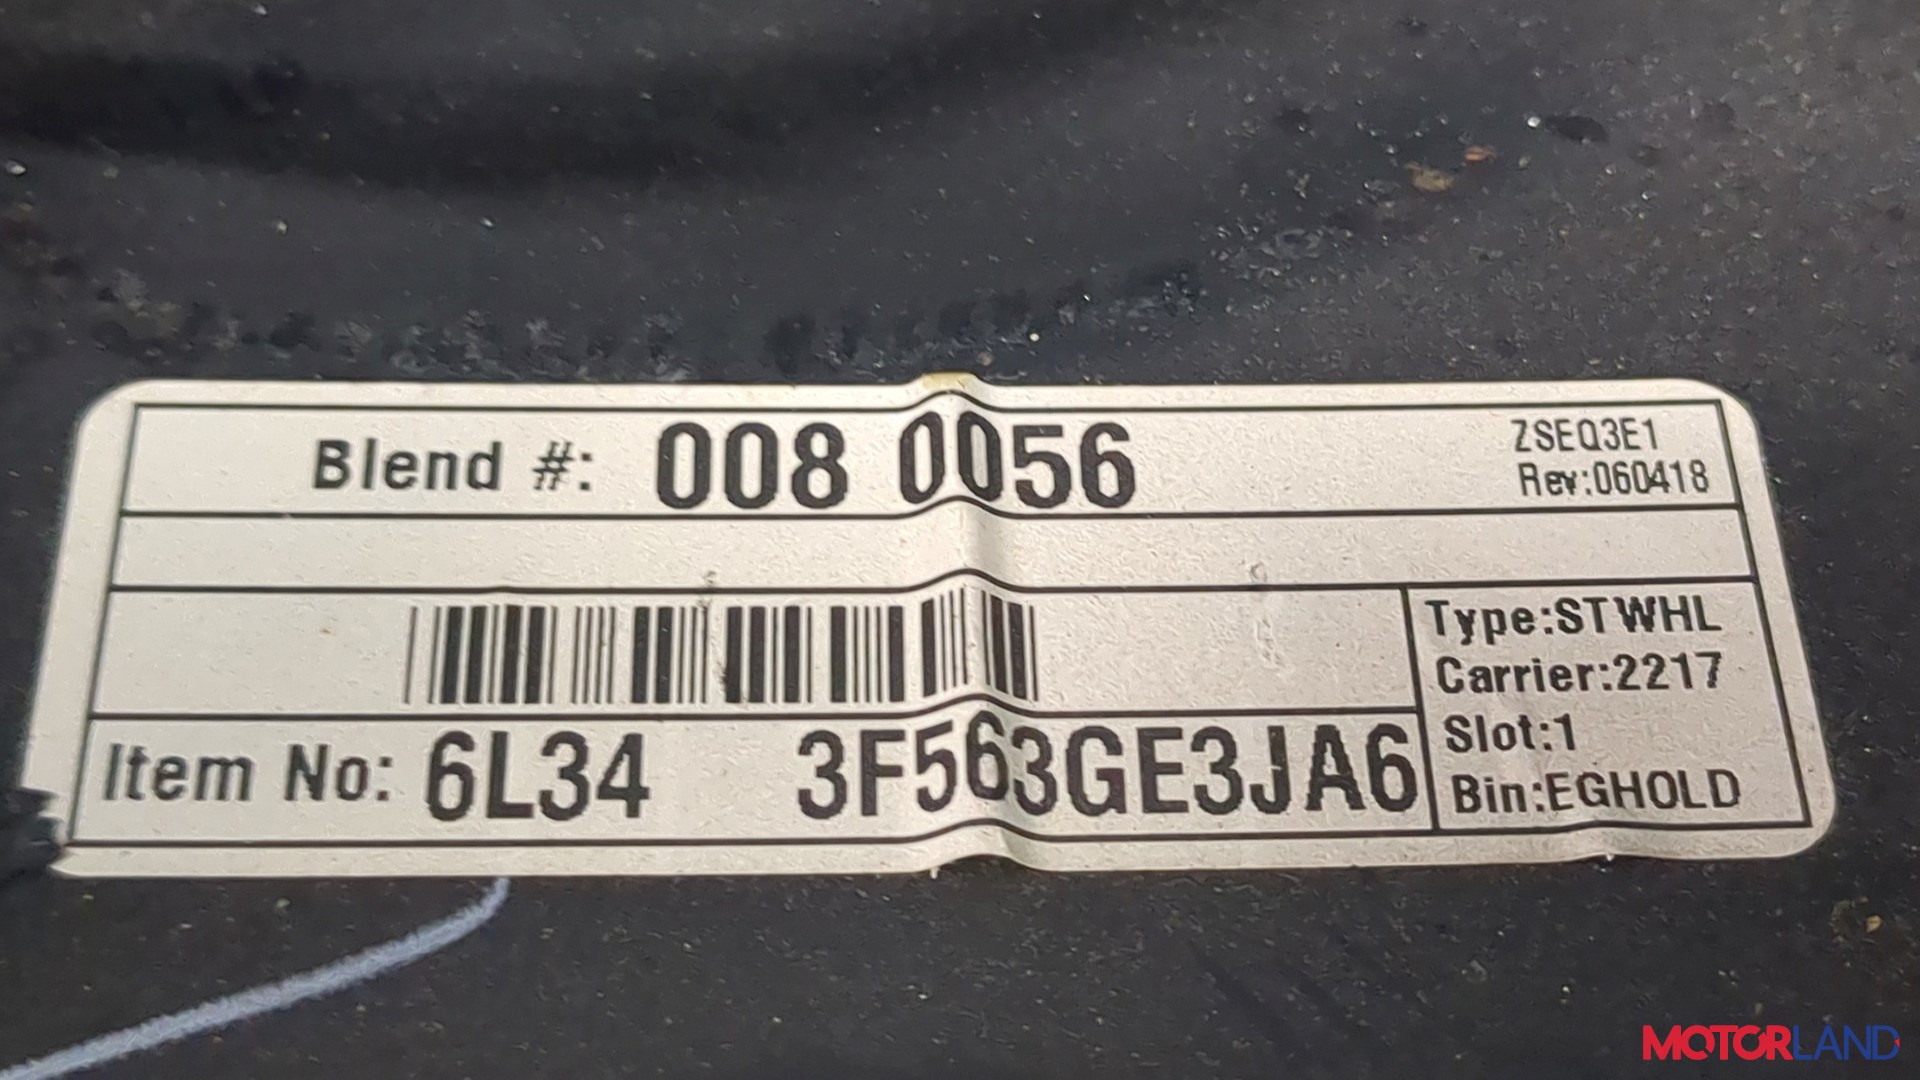 Blend #: 008 0056
ZSEQ3E1
Rev:060418
Type:STWHL
Carrier:2217
Slot:1
Bin:EGHOLD
Item No: 6L34 3F563GE3JA6
MOTORLAND